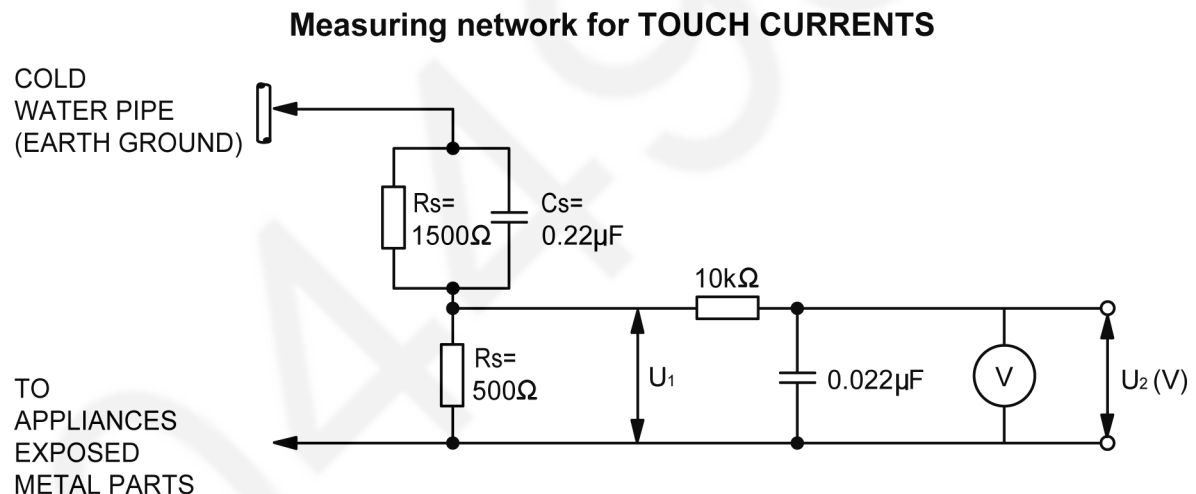 Measuring network for TOUCH CURRENTS
COLD
WATER PIPE
(EARTH GROUND)
Rs=
1500Ω
Cs=
0.22µF
10kΩ
Rs=
500Ω
U₁
0.022µF
V
U₂ (V)
TO
APPLIANCES
EXPOSED
METAL PARTS